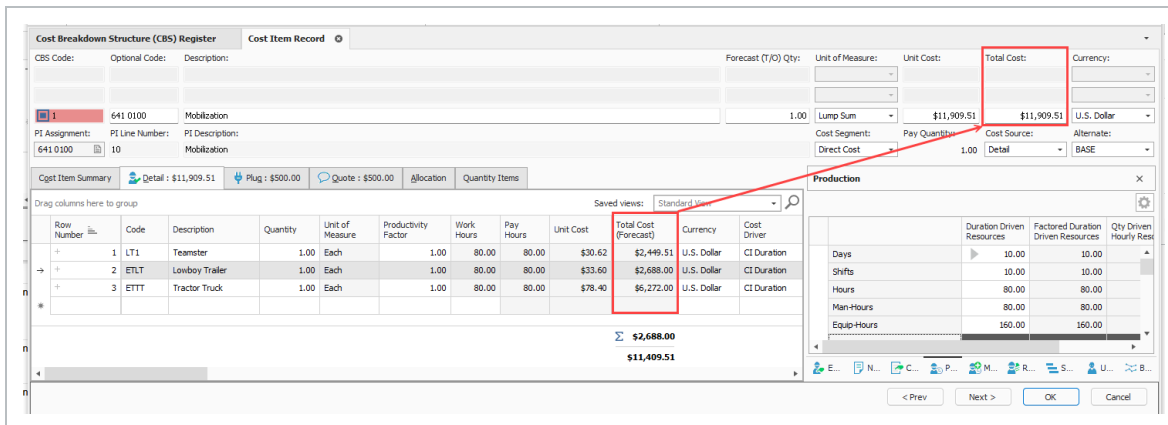 Cost Breakdown Structure (CBS) Register Cost Item Record
CBS Code: Optional Code: Description: Forecast (T/O) Qty: Unit of Measure: Unit Cost: Total Cost: Currency:
1 641 0100 Mobilization 1.00 Lump Sum $11,909.51 $11,909.51 U.S. Dollar
PI Assignment: PI Line Number: PI Description: Cost Segment: Pay Quantity: Cost Source: Alternate:
641 0100 10 Mobilization Direct Cost 1.00 Detail BASE
Cost Item Summary Detail : $11,909.51 Plug : $500.00 Quote : $500.00 Allocation Quantity Items Production
Drag columns here to group Saved views: Standard View
Row Number Code Description Quantity Unit of Measure Productivity Factor Work Hours Pay Hours Unit Cost Total Cost (Forecast) Currency Cost Driver
1 LT1 Teamster 1.00 Each 1.00 80.00 80.00 $30.62 $2,449.51 U.S. Dollar CI Duration
2 ETLT Lowboy Trailer 1.00 Each 1.00 80.00 80.00 $33.60 $2,688.00 U.S. Dollar CI Duration
3 ETTT Tractor Truck 1.00 Each 1.00 80.00 80.00 $78.40 $6,272.00 U.S. Dollar CI Duration
Σ $2,688.00
$11,409.51
Duration Driven Resources Factored Duration Driven Resources Qty Driven Hourly Reso
Days 10.00 10.00
Shifts 10.00 10.00
Hours 80.00 80.00
Man-Hours 80.00 80.00
Equip-Hours 160.00 160.00
E... N... C... P... M... R... S... U... B...
< Prev Next > OK Cancel